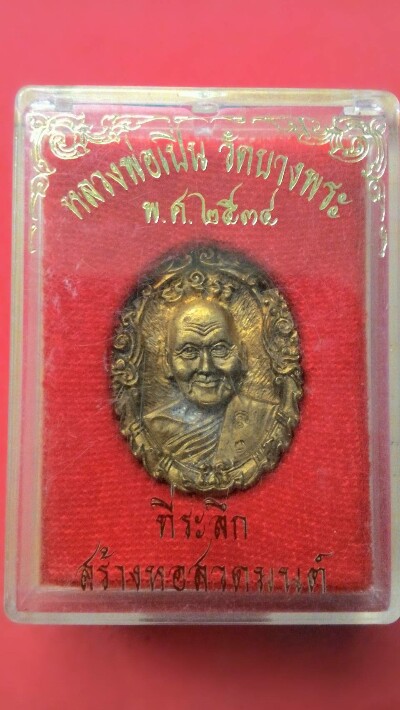 หลวงพ่อเปิ่น วัดบางพระ
พ.ศ.๒๕๓๔
ที่ระลึก
สร้างหอสวดมนต์